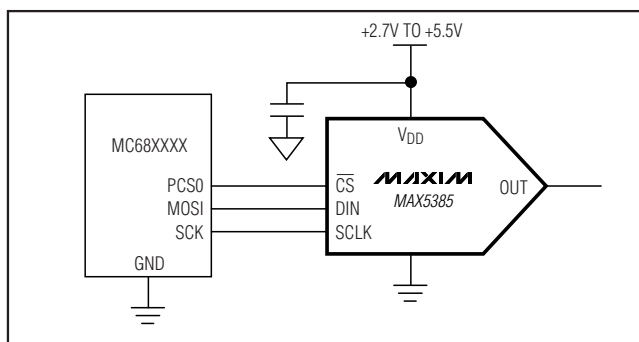 +2.7V TO +5.5V
MC68XXXX
PCS0
MOSI
SCK
GND
VDD
CS
DIN
SCLK
MAXIM
MAX5385
OUT